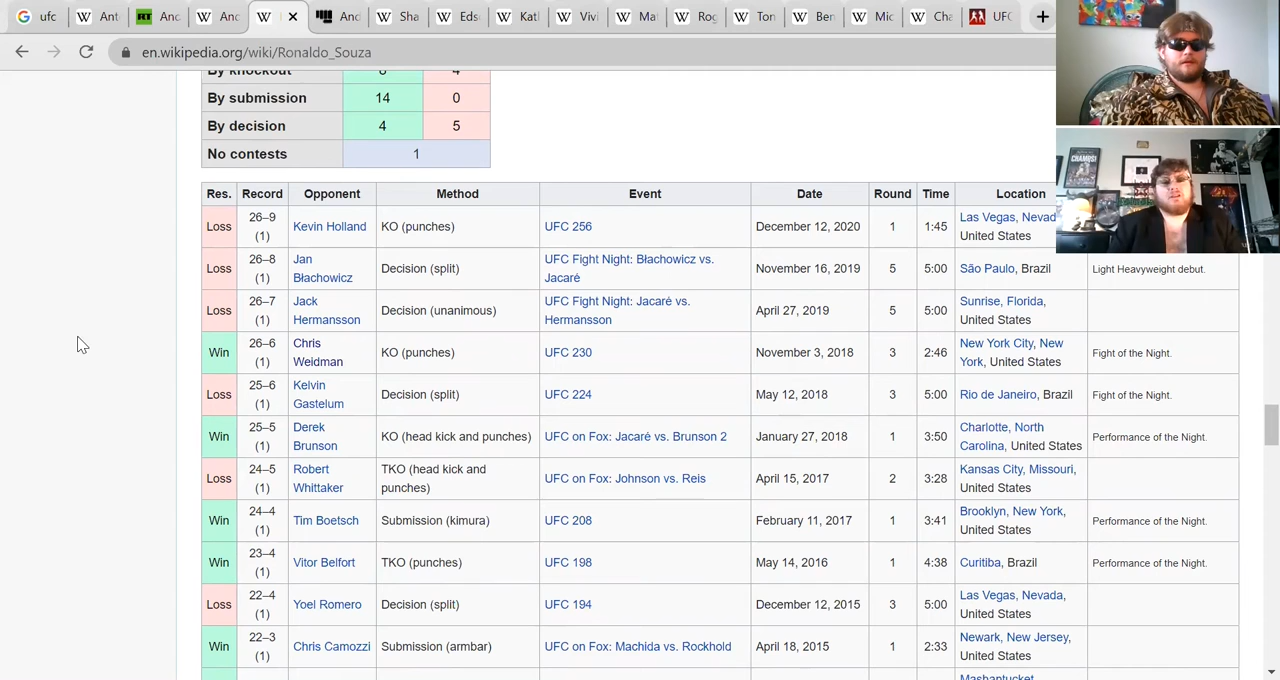 ufc
Ant
RT
Anc
Anc
And
Sha
Eds
Katl
Vivi
Ma
Rog
Ton
Ben
Mic
Cha
UFC
en.wikipedia.org/wiki/Ronaldo_Souza
By knockout 8 4
By submission 14 0
By decision 4 5
No contests 1
Res. Record Opponent Method Event Date Round Time Location
Loss 26–9 (1) Kevin Holland KO (punches) UFC 256 December 12, 2020 1 1:45 Las Vegas, Nevad
United States
Loss 26–8 (1) Jan Błachowicz Decision (split) UFC Fight Night: Błachowicz vs. Jacaré November 16, 2019 5 5:00 São Paulo, Brazil Light Heavyweight debut.
Loss 26–7 (1) Jack Hermansson Decision (unanimous) UFC Fight Night: Jacaré vs. Hermansson April 27, 2019 5 5:00 Sunrise, Florida, United States
Win 26–6 (1) Chris Weidman KO (punches) UFC 230 November 3, 2018 3 2:46 New York City, New York, United States Fight of the Night.
Loss 25–6 (1) Kelvin Gastelum Decision (split) UFC 224 May 12, 2018 3 5:00 Rio de Janeiro, Brazil Fight of the Night.
Win 25–5 (1) Derek Brunson KO (head kick and punches) UFC on Fox: Jacaré vs. Brunson 2 January 27, 2018 1 3:50 Charlotte, North Carolina, United States Performance of the Night.
Loss 24–5 (1) Robert Whittaker TKO (head kick and punches) UFC on Fox: Johnson vs. Reis April 15, 2017 2 3:28 Kansas City, Missouri, United States
Win 24–4 (1) Tim Boetsch Submission (kimura) UFC 208 February 11, 2017 1 3:41 Brooklyn, New York, United States Performance of the Night.
Win 23–4 (1) Vitor Belfort TKO (punches) UFC 198 May 14, 2016 1 4:38 Curitiba, Brazil Performance of the Night.
Loss 22–4 (1) Yoel Romero Decision (split) UFC 194 December 12, 2015 3 5:00 Las Vegas, Nevada, United States
Win 22–3 (1) Chris Camozzi Submission (armbar) UFC on Fox: Machida vs. Rockhold April 18, 2015 1 2:33 Newark, New Jersey, United States
Mashantucket